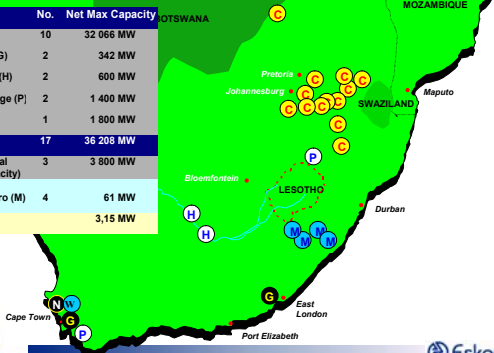 No. Net Max Capacity
10 32 066 MW
G) 2 342 MW
(H) 2 600 MW
ge (P) 2 1 400 MW
1 1 800 MW
17 36 208 MW
al 3 3 800 MW
acity)
ro (M) 4 61 MW
3,15 MW
BOTSWANA
MOZAMBIQUE
C
Pretoria
C
C
C
C
Johannesburg
C
C
C
C
C
C
SWAZILAND
Maputo
C
C
P
Bloemfontein
LESOTHO
Durban
H
H
M
M
M
M
G
East
London
Port Elizabeth
N
W
Cape Town
G
P
Esko